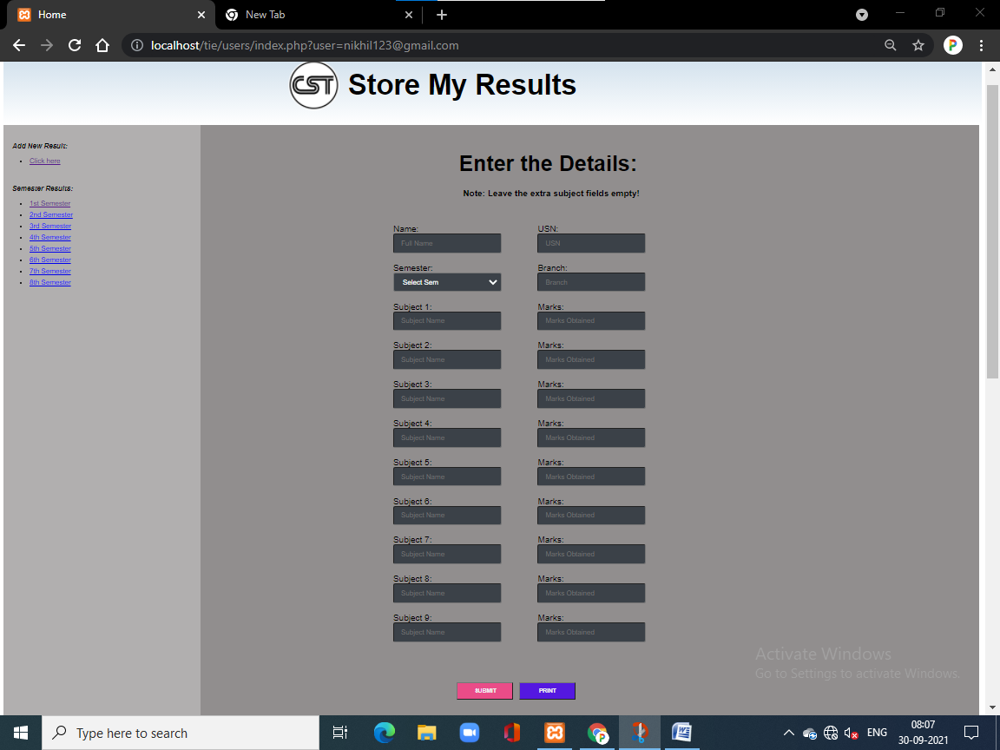 Home
New Tab
localhost/tie/users/index.php?user=nikhil123@gmail.com
P
CST Store My Results
Add New Result:
Click here
Semester Results:
1st Semester
2nd Semester
3rd Semester
4th Semester
5th Semester
6th Semester
7th Semester
8th Semester
Enter the Details:
Note: Leave the extra subject fields empty!
Name: USN:
Full Name USN
Semester: Branch:
Select Sem Branch
Subject 1: Marks:
Subject Name Marks Obtained
Subject 2: Marks:
Subject Name Marks Obtained
Subject 3: Marks:
Subject Name Marks Obtained
Subject 4: Marks:
Subject Name Marks Obtained
Subject 5: Marks:
Subject Name Marks Obtained
Subject 6: Marks:
Subject Name Marks Obtained
Subject 7: Marks:
Subject Name Marks Obtained
Subject 8: Marks:
Subject Name Marks Obtained
Subject 9: Marks:
Subject Name Marks Obtained
SUBMIT PRINT
Activate Windows
Go to Settings to activate Windows.
Type here to search
P
W
ENG
08:07
30-09-2021